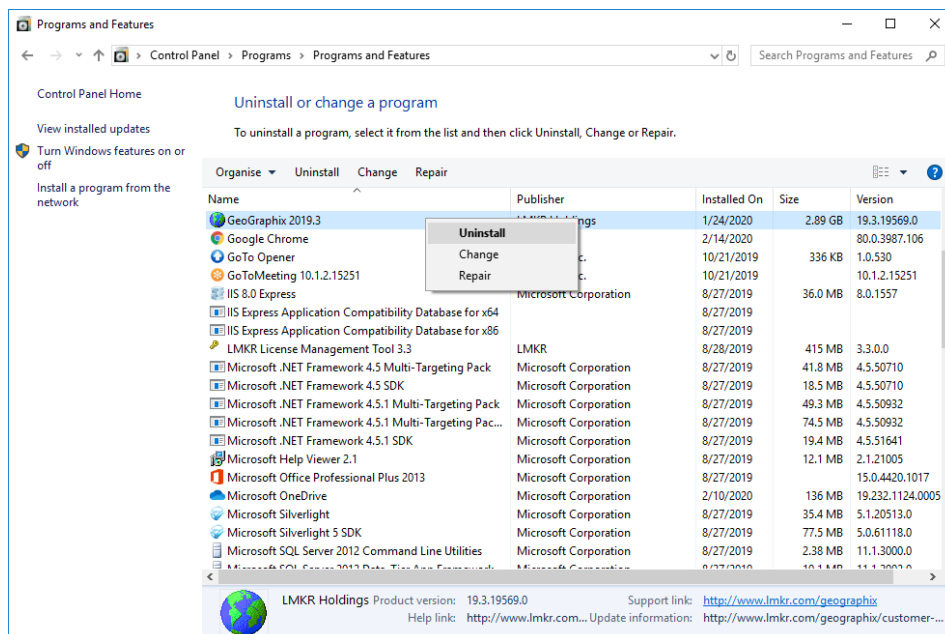 Programs and Features
Control Panel > Programs > Programs and Features
Search Programs and Features
Control Panel Home
View installed updates
Turn Windows features on or
off
Install a program from the
network
Uninstall or change a program
To uninstall a program, select it from the list and then click Uninstall, Change or Repair.
Organise Uninstall Change Repair
Name Publisher Installed On Size Version
GeoGraphix 2019.3 LMKR Holdings 1/24/2020 2.89 GB 19.3.19569.0
Google Chrome 2/14/2020 80.0.3987.106
GoTo Opener c. 10/21/2019 336 KB 1.0.530
GoToMeeting 10.1.2.15251 c. 10/21/2019 10.1.2.15251
IIS 8.0 Express Microsoft Corporation 8/27/2019 36.0 MB 8.0.1557
IIS Express Application Compatibility Database for x64 8/27/2019
IIS Express Application Compatibility Database for x86 8/27/2019
LMKR License Management Tool 3.3 LMKR 8/28/2019 415 MB 3.3.0.0
Microsoft .NET Framework 4.5 Multi-Targeting Pack Microsoft Corporation 8/27/2019 41.8 MB 4.5.50710
Microsoft .NET Framework 4.5 SDK Microsoft Corporation 8/27/2019 18.5 MB 4.5.50710
Microsoft .NET Framework 4.5.1 Multi-Targeting Pack Microsoft Corporation 8/27/2019 49.3 MB 4.5.50932
Microsoft .NET Framework 4.5.1 Multi-Targeting Pac... Microsoft Corporation 8/27/2019 74.5 MB 4.5.50932
Microsoft .NET Framework 4.5.1 SDK Microsoft Corporation 8/27/2019 19.4 MB 4.5.51641
Microsoft Help Viewer 2.1 Microsoft Corporation 8/27/2019 12.1 MB 2.1.21005
Microsoft Office Professional Plus 2013 Microsoft Corporation 8/27/2019 15.0.4420.1017
Microsoft OneDrive Microsoft Corporation 2/10/2020 136 MB 19.232.1124.0005
Microsoft Silverlight Microsoft Corporation 8/27/2019 35.4 MB 5.1.20513.0
Microsoft Silverlight 5 SDK Microsoft Corporation 8/27/2019 77.5 MB 5.0.61118.0
Microsoft SQL Server 2012 Command Line Utilities Microsoft Corporation 8/27/2019 2.38 MB 11.1.3000.0
Microsoft SQL Server 2012 Data-Tier App Framework Microsoft Corporation 8/27/2019
Uninstall
Change
Repair
LMKR Holdings Product version: 19.3.19569.0 Support link: http://www.lmkr.com/geographix
Help link: http://www.lmkr.com... Update information: http://www.lmkr.com/geographix/customer-...